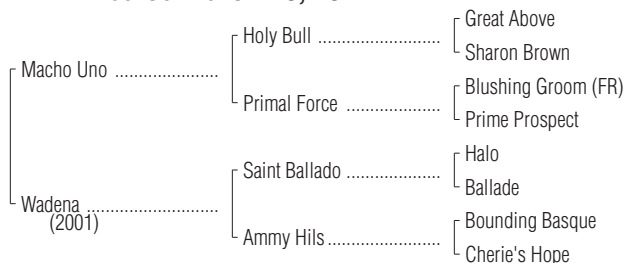 Great Above
Holy Bull ............................
Sharon Brown
Macho Uno .......................
Blushing Groom (FR)
Primal Force .....................
Prime Prospect
Halo
Saint Ballado .....................
Ballade
Wadena .............................
(2001)
Bounding Basque
Ammy Hils .........................
Cherie's Hope